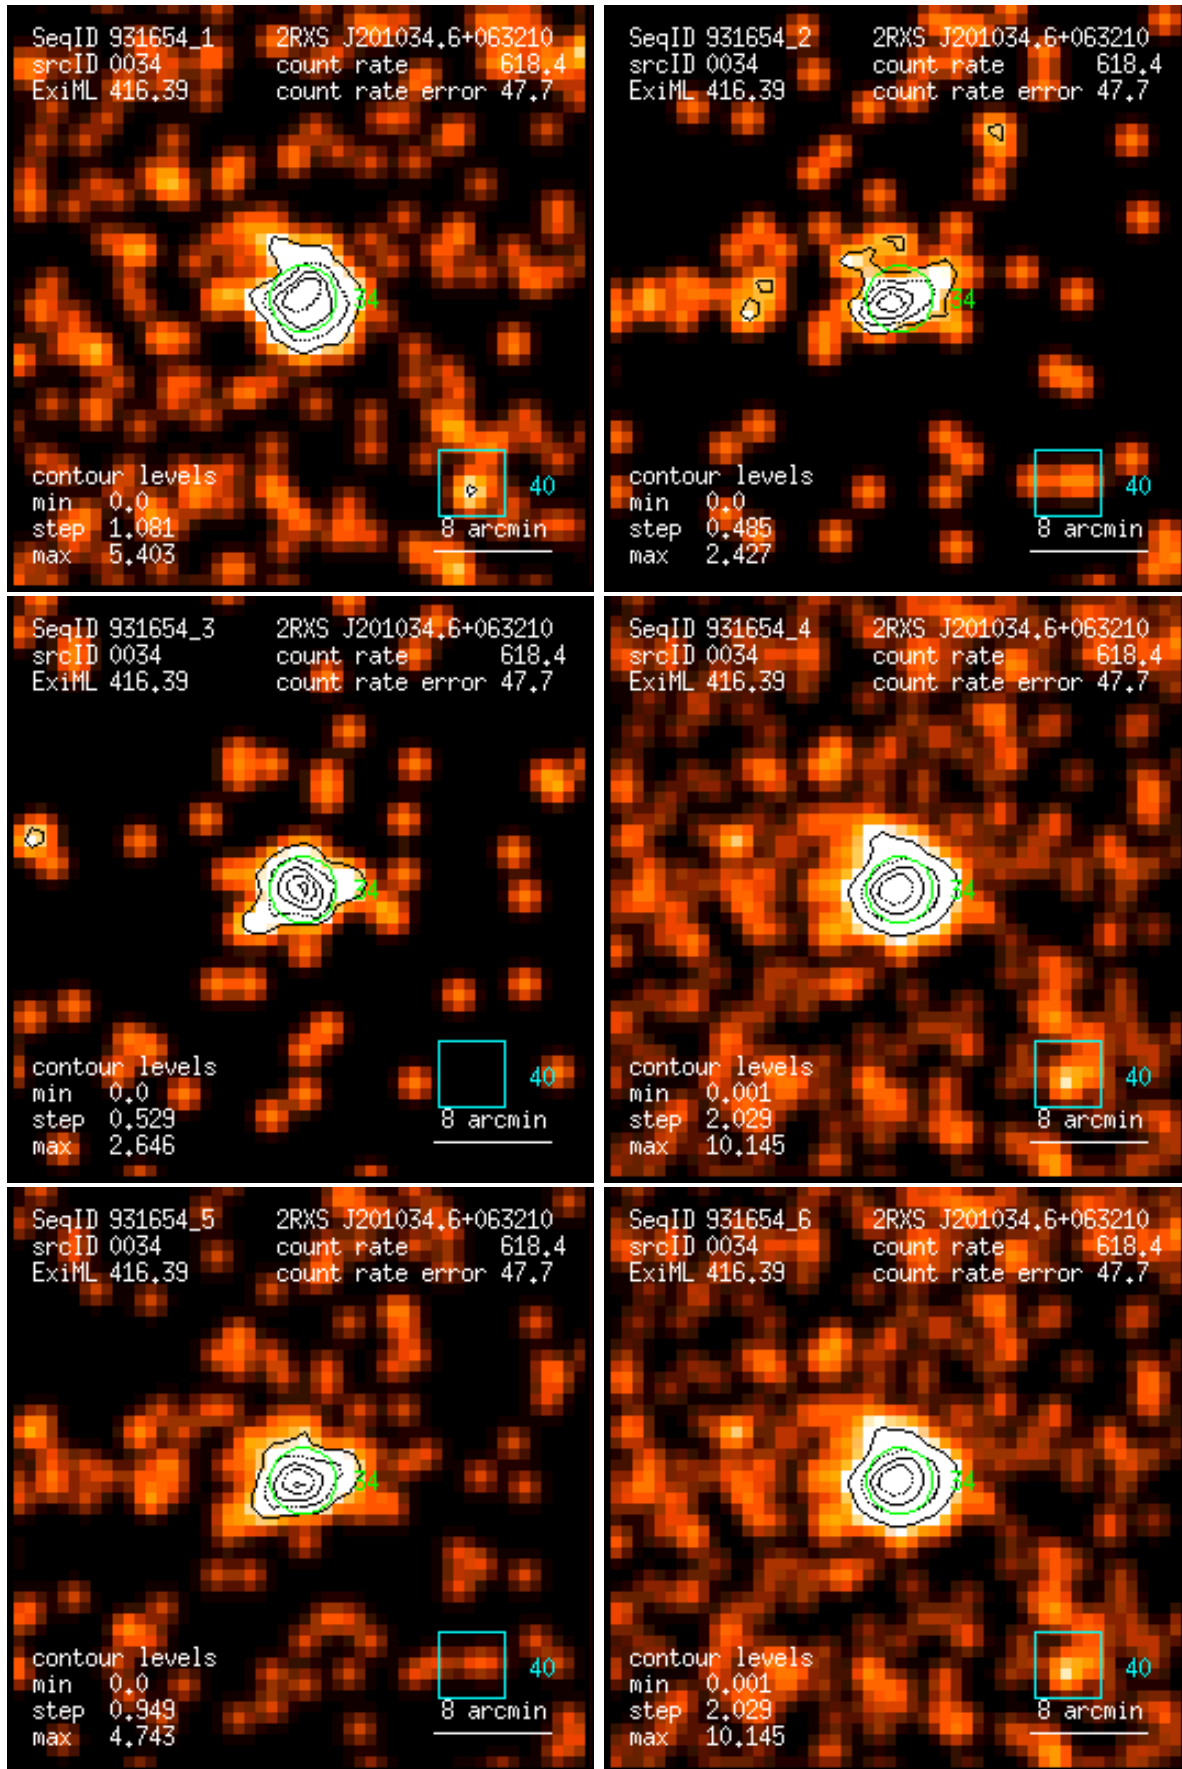 SeqID 931654_1 2RXS J201034.6+063210
srcID 0034 count rate 618.4
ExiML 416.39 count rate error 47.7
34
contour levels
min 0.0
40
step 1.081
8 arcmin
max 5.403
SeqID 931654_2 2RXS J201034.6+063210
srcID 0034 count rate 618.4
ExiML 416.39 count rate error 47.7
34
contour levels
min 0.0
40
step 0.485
8 arcmin
max 2.427
SeqID 931654_3 2RXS J201034.6+063210
srcID 0034 count rate 618.4
ExiML 416.39 count rate error 47.7
34
contour levels
min 0.0
40
step 0.529
8 arcmin
max 2.646
SeqID 931654_4 2RXS J201034.6+063210
srcID 0034 count rate 618.4
ExiML 416.39 count rate error 47.7
34
contour levels
min 0.001
40
step 2.029
8 arcmin
max 10.145
SeqID 931654_5 2RXS J201034.6+063210
srcID 0034 count rate 618.4
ExiML 416.39 count rate error 47.7
34
contour levels
min 0.0
40
step 0.949
8 arcmin
max 4.743
SeqID 931654_6 2RXS J201034.6+063210
srcID 0034 count rate 618.4
ExiML 416.39 count rate error 47.7
34
contour levels
min 0.001
40
step 2.029
8 arcmin
max 10.145